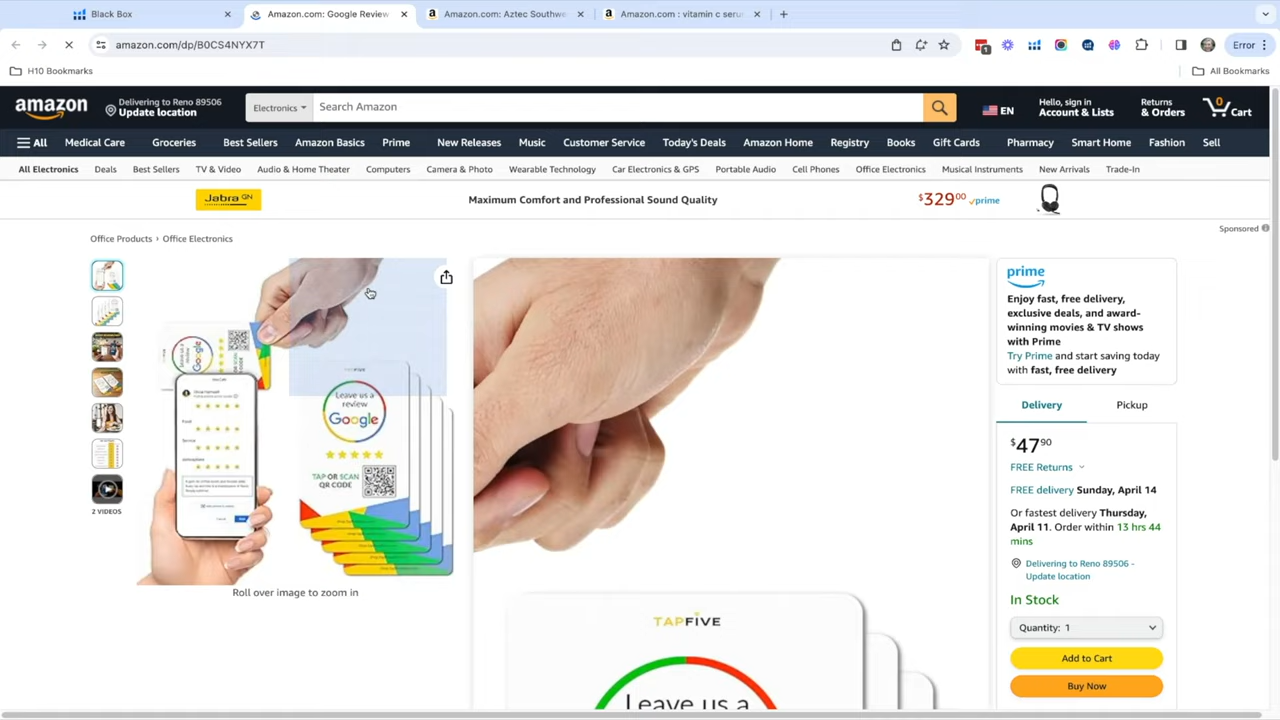 Black Box
Amazon.com: Google Review
Amazon.com: Aztec Southwe
Amazon.com : vitamin c seru
amazon.com/dp/B0CS4NYX7T
1
Error
H10 Bookmarks
All Bookmarks
amazon
Delivering to Reno 89506
Update location
Electronics
Search Amazon
EN
Hello, sign in
Account & Lists
Returns
& Orders
0
Cart
All
Medical Care
Groceries
Best Sellers
Amazon Basics
Prime
New Releases
Music
Customer Service
Today's Deals
Amazon Home
Registry
Books
Gift Cards
Pharmacy
Smart Home
Fashion
Sell
All Electronics
Deals
Best Sellers
TV & Video
Audio & Home Theater
Computers
Camera & Photo
Wearable Technology
Car Electronics & GPS
Portable Audio
Cell Phones
Office Electronics
Musical Instruments
New Arrivals
Trade-In
Jabra GN
Maximum Comfort and Professional Sound Quality
$32900 prime
Sponsored
Office Products › Office Electronics
Google
TAPFIVE
Leave us a
review
Google
TAP OR SCAN
QR CODE
2 VIDEOS
Roll over image to zoom in
TAPFIVE
Leave us a
prime
Enjoy fast, free delivery,
exclusive deals, and award-
winning movies & TV shows
with Prime
Try Prime and start saving today
with fast, free delivery
Delivery
Pickup
$4790
FREE Returns
FREE delivery Sunday, April 14
Or fastest delivery Thursday,
April 11. Order within 13 hrs 44
mins
Delivering to Reno 89506 -
Update location
In Stock
Quantity: 1
Add to Cart
Buy Now